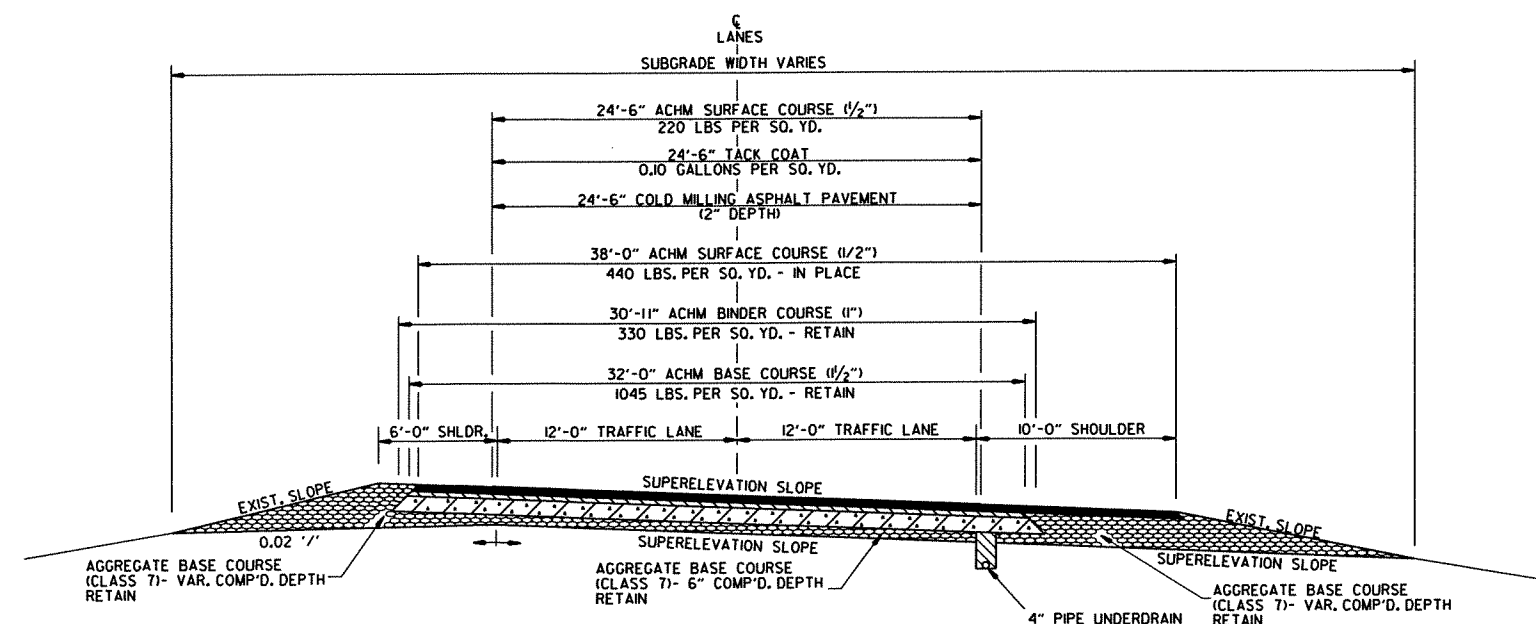 ℄
LANES
SUBGRADE WIDTH VARIES
24'-6" ACHM SURFACE COURSE (1/2")
220 LBS PER SQ. YD.
24'-6" TACK COAT
0.10 GALLONS PER SQ. YD.
24'-6" COLD MILLING ASPHALT PAVEMENT
(2" DEPTH)
38'-0" ACHM SURFACE COURSE (1/2")
440 LBS. PER SQ. YD. - IN PLACE
30'-11" ACHM BINDER COURSE (1")
330 LBS. PER SQ. YD. - RETAIN
32'-0" ACHM BASE COURSE (1 1/2")
1045 LBS. PER SQ. YD. - RETAIN
6'-0" SHLDR. 12'-0" TRAFFIC LANE 12'-0" TRAFFIC LANE 10'-0" SHOULDER
EXIST. SLOPE
SUPERELEVATION SLOPE
EXIST. SLOPE
0.02 '/'
SUPERELEVATION SLOPE
SUPERELEVATION SLOPE
AGGREGATE BASE COURSE
(CLASS 7)- VAR. COMP'D. DEPTH
RETAIN
AGGREGATE BASE COURSE
(CLASS 7)- 6" COMP'D. DEPTH
RETAIN
4" PIPE UNDERDRAIN
AGGREGATE BASE COURSE
(CLASS 7)- VAR. COMP'D. DEPTH
RETAIN